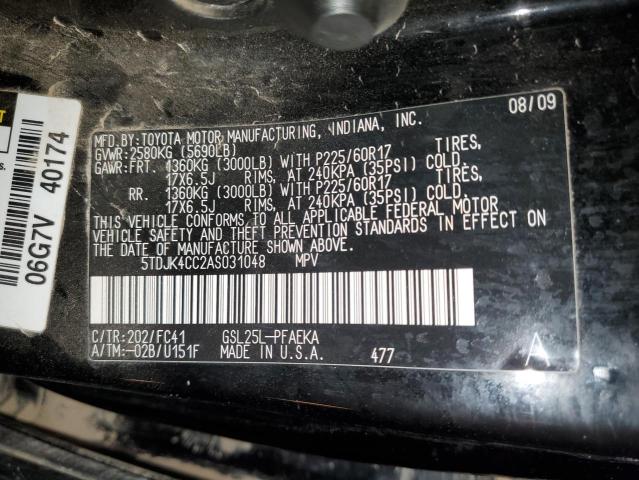 08/09
MFD.BY:TOYOTA MOTOR MANUFACTURING, INDIANA, INC.
GVWR:2580KG (5690LB)
GAWR:FRT. 1360KG (3000LB) WITH P225/60R17 TIRES,
17X6.5J RIMS, AT 240KPA (35PSI) COLD.
RR. 1360KG (3000LB) WITH P225/60R17 TIRES,
17X6.5J RIMS, AT 240KPA (35PSI) COLD.
THIS VEHICLE CONFORMS TO ALL APPLICABLE FEDERAL MOTOR
VEHICLE SAFETY AND THEFT PREVENTION STANDARDS IN EFFECT ON
THE DATE OF MANUFACTURE SHOWN ABOVE.
5TDJK4CC2AS031048 MPV
C/TR:202/FC41 GSL25L-PFAEKA
A/TM:-02B/U151F MADE IN U.S.A. 477 A
06G7V 40174